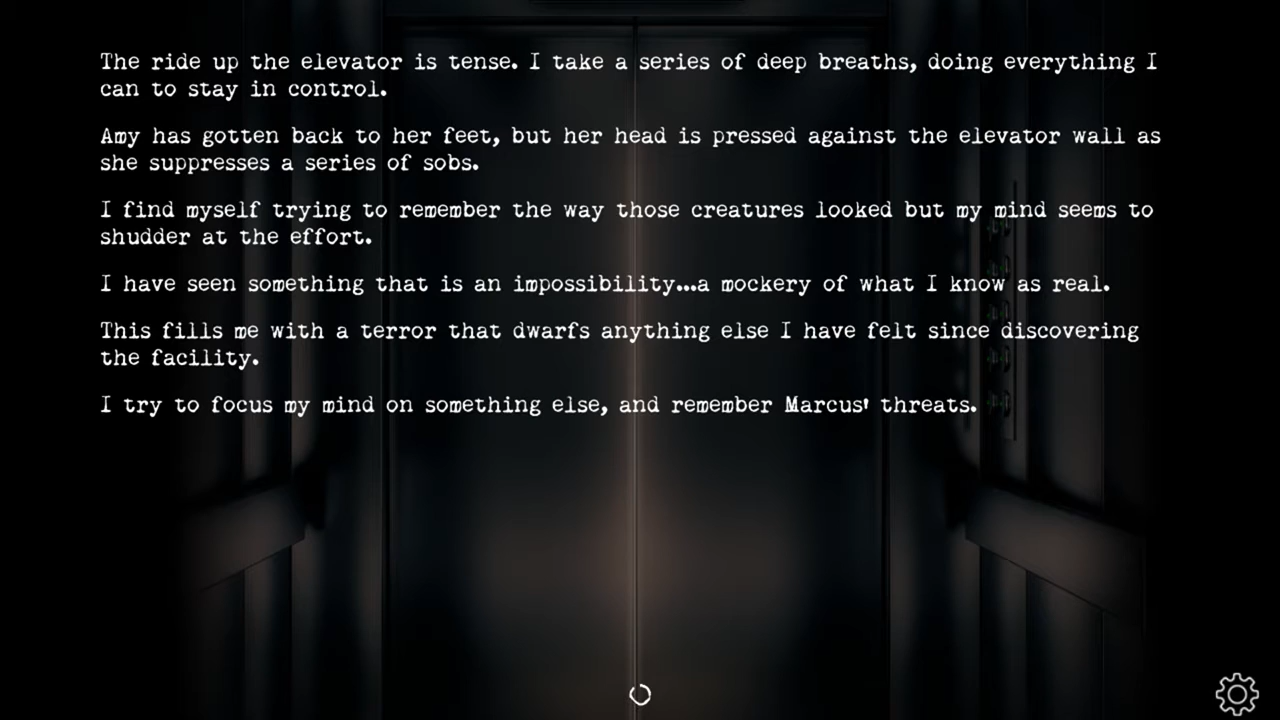 The ride up the elevator is tense. I take a series of deep breaths, doing everything I
can to stay in control.
Amy has gotten back to her feet, but her head is pressed against the elevator wall as
she suppresses a series of sobs.
I find myself trying to remember the way those creatures looked but my mind seems to
shudder at the effort.
I have seen something that is an impossibility...a mockery of what I know as real.
This fills me with a terror that dwarfs anything else I have felt since discovering
the facility.
I try to focus my mind on something else, and remember Marcus' threats.